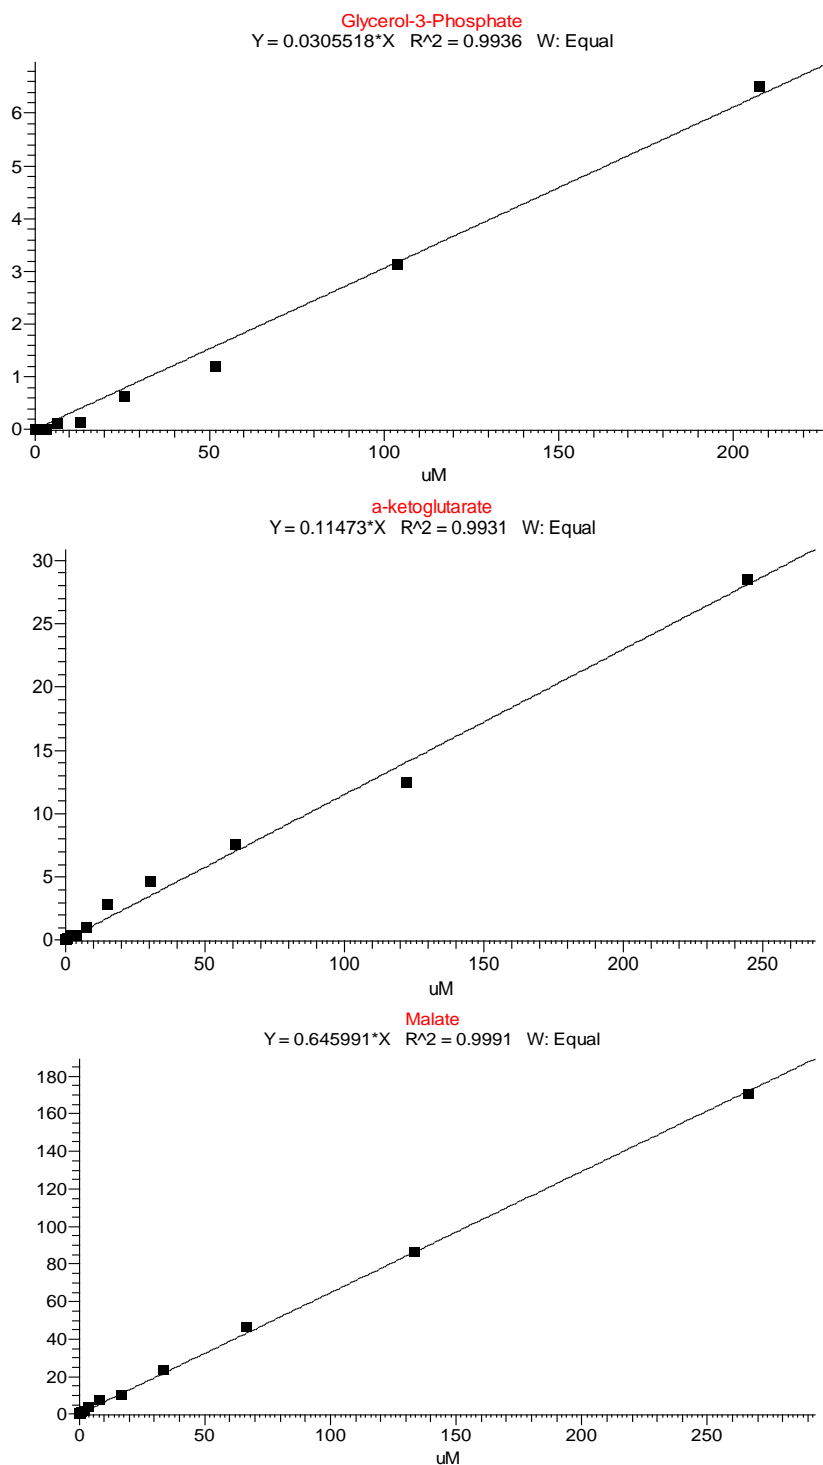 Glycerol-3-Phosphate
Y = 0.0305518*X R^2 = 0.9936 W: Equal
6
5
4
3
2
1
0
0 50 100 150 200
uM
a-ketoglutarate
Y = 0.11473*X R^2 = 0.9931 W: Equal
30
25
20
15
10
5
0
0 50 100 150 200 250
uM
Malate
Y = 0.645991*X R^2 = 0.9991 W: Equal
180
160
140
120
100
80
60
40
20
0
0 50 100 150 200 250
uM